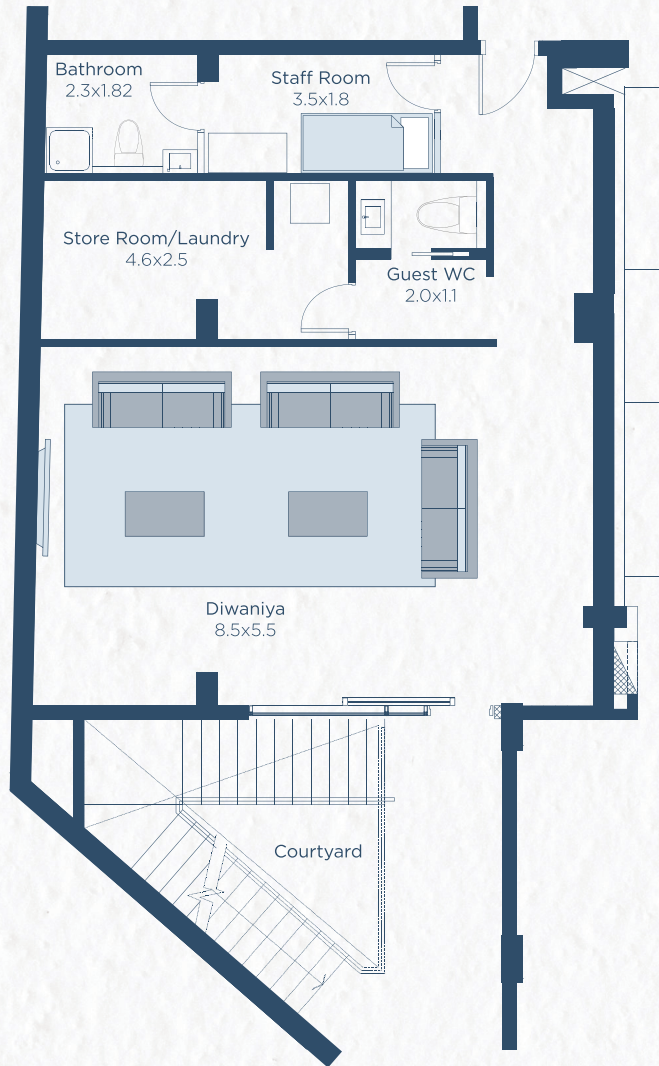 Bathroom
2.3x1.82
Staff Room
3.5x1.8
Store Room/Laundry
4.6x2.5
Guest WC
2.0x1.1
Diwaniya
8.5x5.5
Courtyard